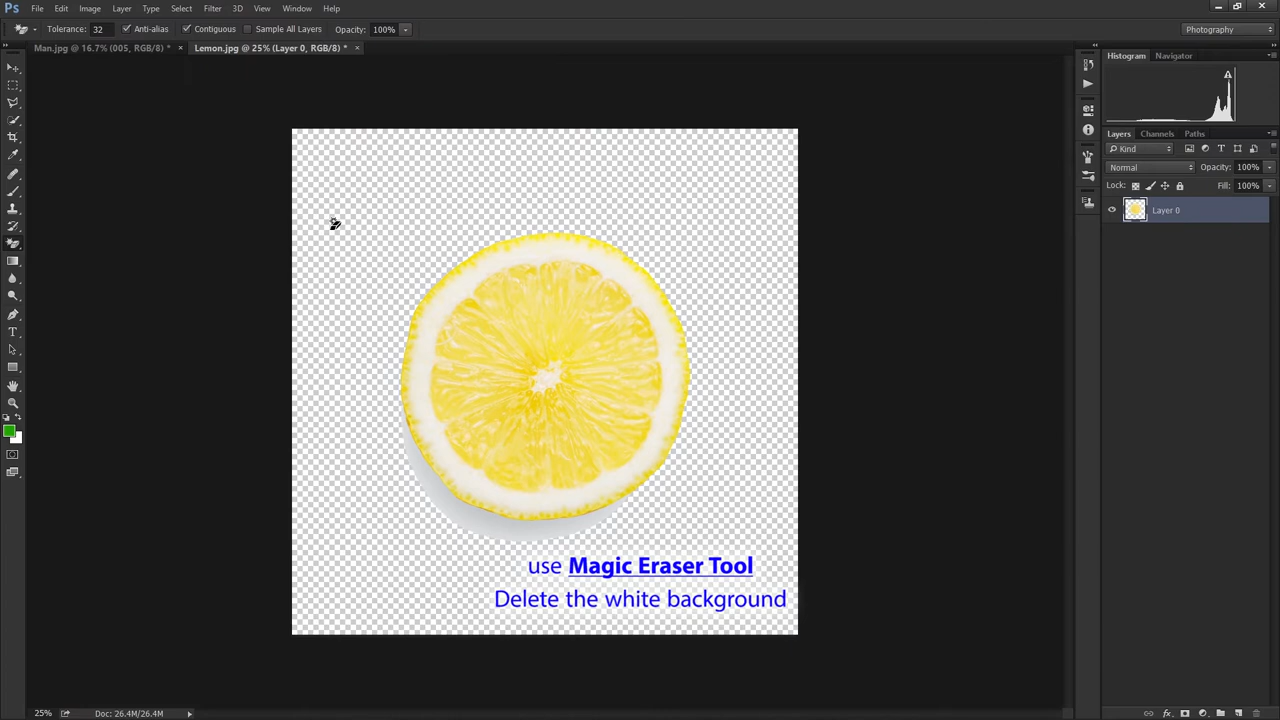 Ps File Edit Image Layer Type Select Filter 3D View Window Help
Tolerance: 32 Anti-alias Contiguous Sample All Layers Opacity: 100% Photography
Man.jpg @ 16.7% (005, RGB/8) * × Lemon.jpg @ 25% (Layer 0, RGB/8) * ×
Histogram Navigator
Layers Channels Paths
Kind
Normal Opacity: 100%
Lock: Fill: 100%
Layer 0
use Magic Eraser Tool
Delete the white background
25% Doc: 26.4M/26.4M